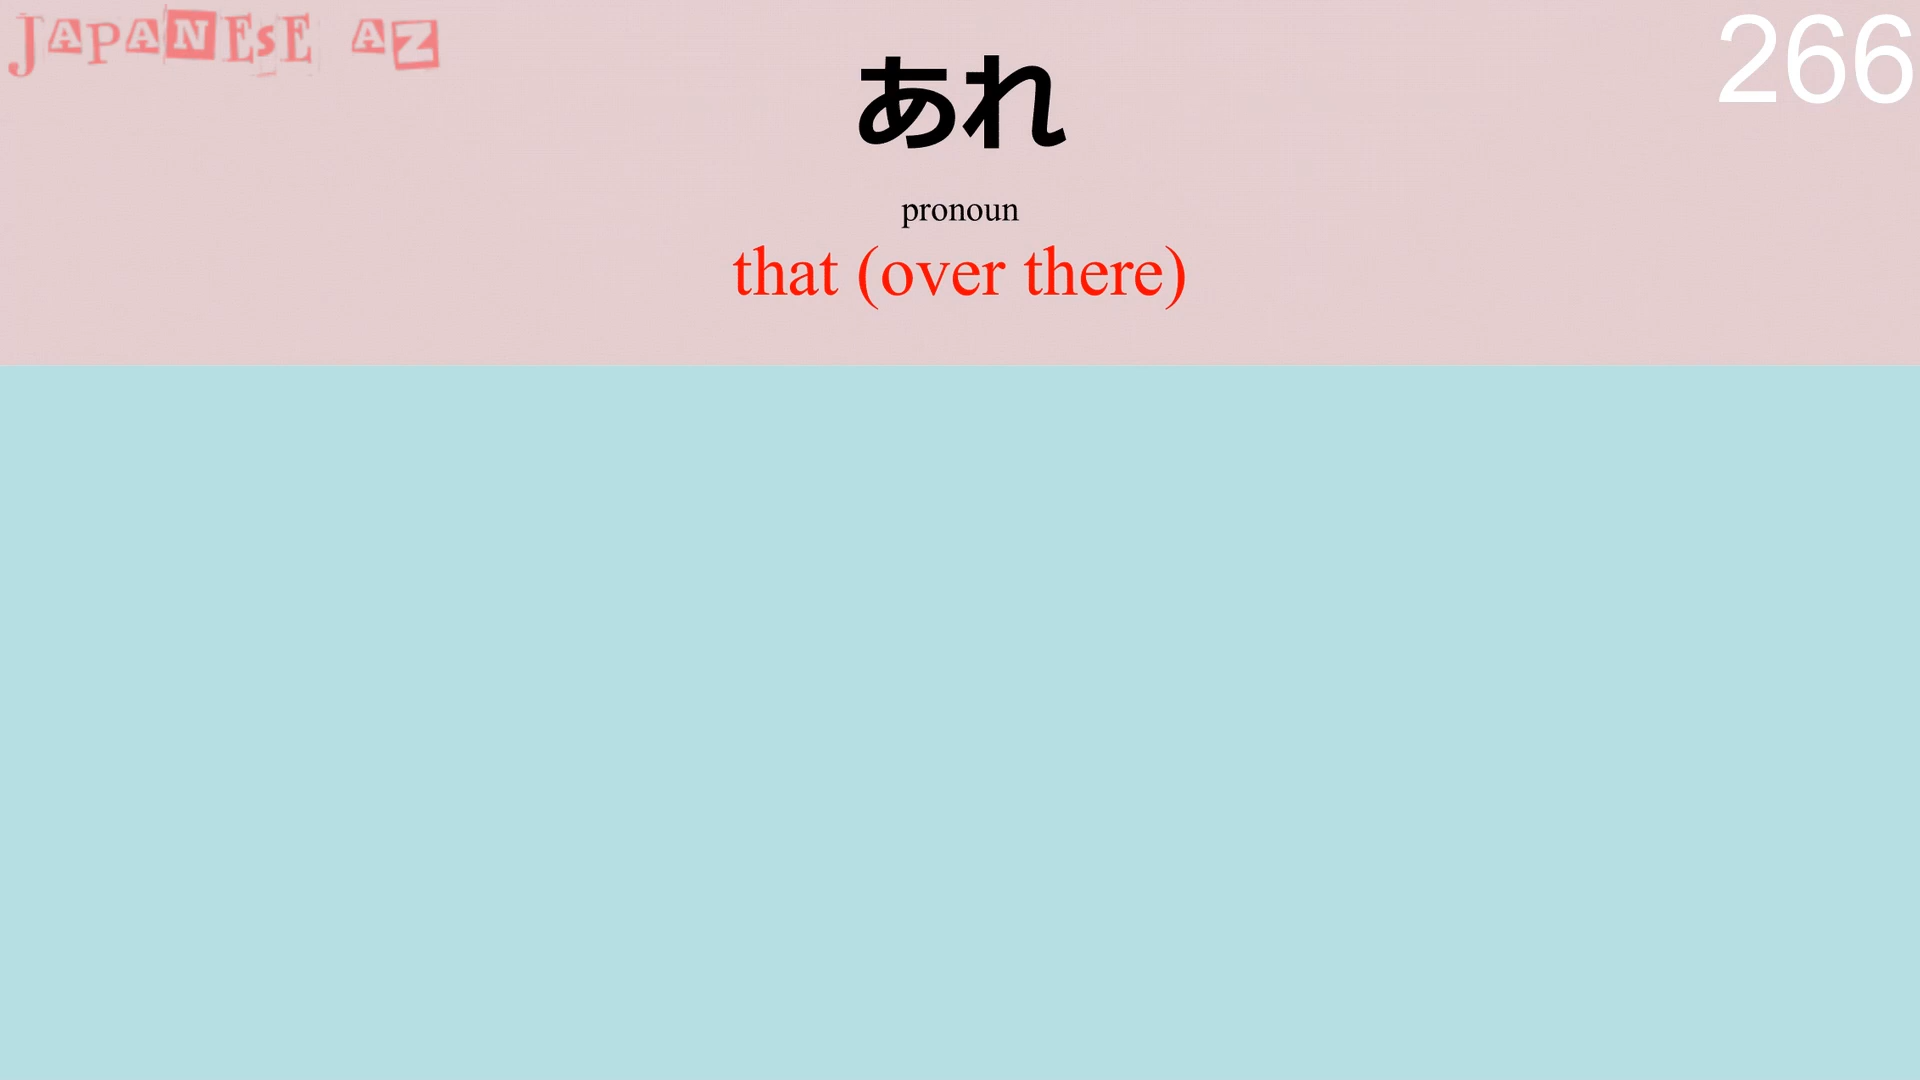 JAPANESE AZ
266
あれ
pronoun
that (over there)